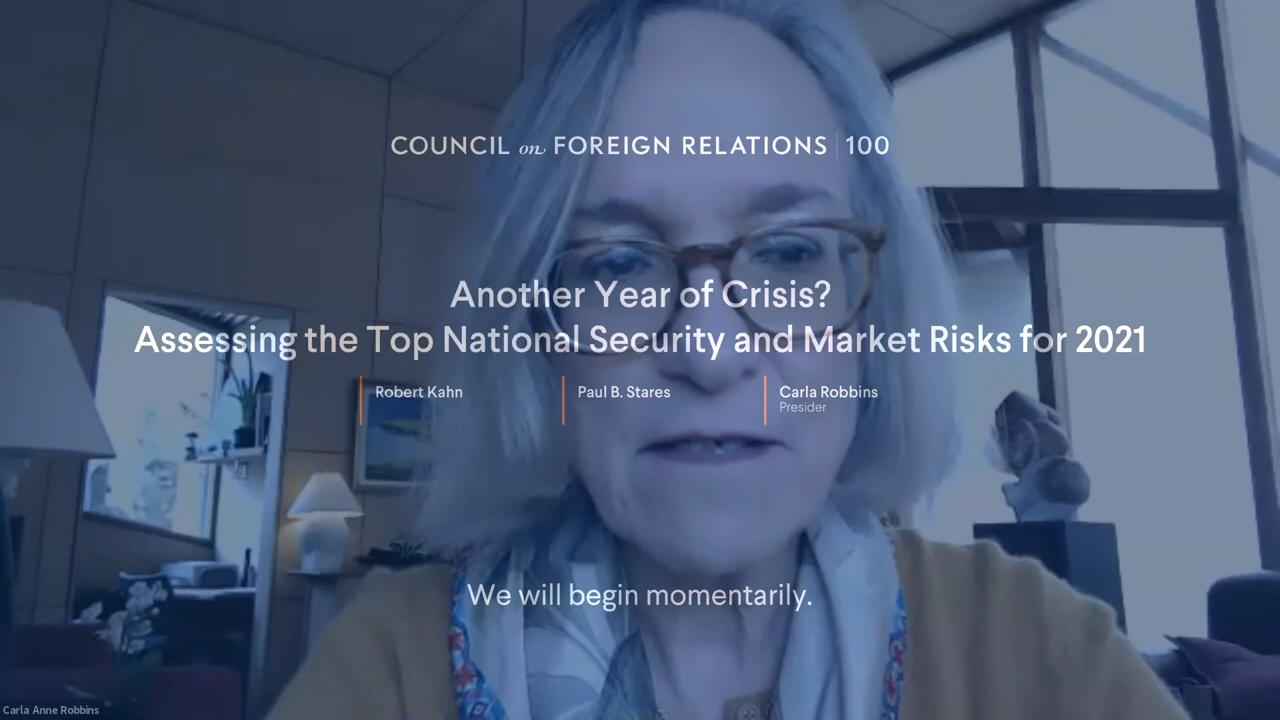 COUNCIL on FOREIGN RELATIONS | 100
Another Year of Crisis?
Assessing the Top National Security and Market Risks for 2021
Robert Kahn
Paul B. Stares
Carla Robbins
Presider
We will begin momentarily.
Carla Anne Robbins